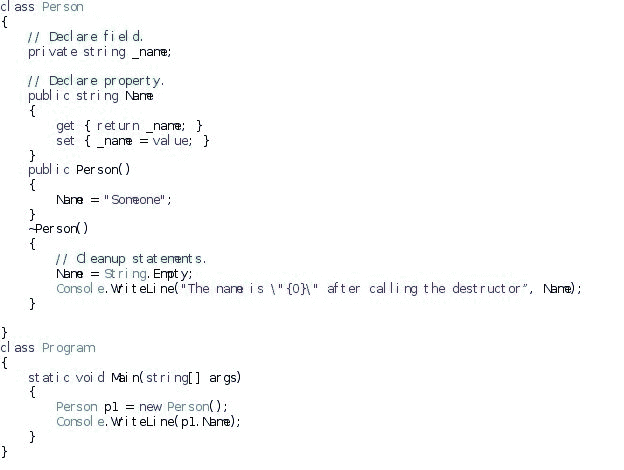 class Person
{
    // Declare field.
    private string _name;

    // Declare property.
    public string Name
    {
        get { return _name; }
        set { _name = value; }
    }
    public Person()
    {
        Name = "Someone";
    }
    ~Person()
    {
        // Cleanup statements.
        Name = String.Empty;
        Console.WriteLine("The name is \"{0}\" after calling the destructor", Name);
    }

}
class Program
{
    static void Main(string[] args)
    {
        Person p1 = new Person();
        Console.WriteLine(p1.Name);
    }
}